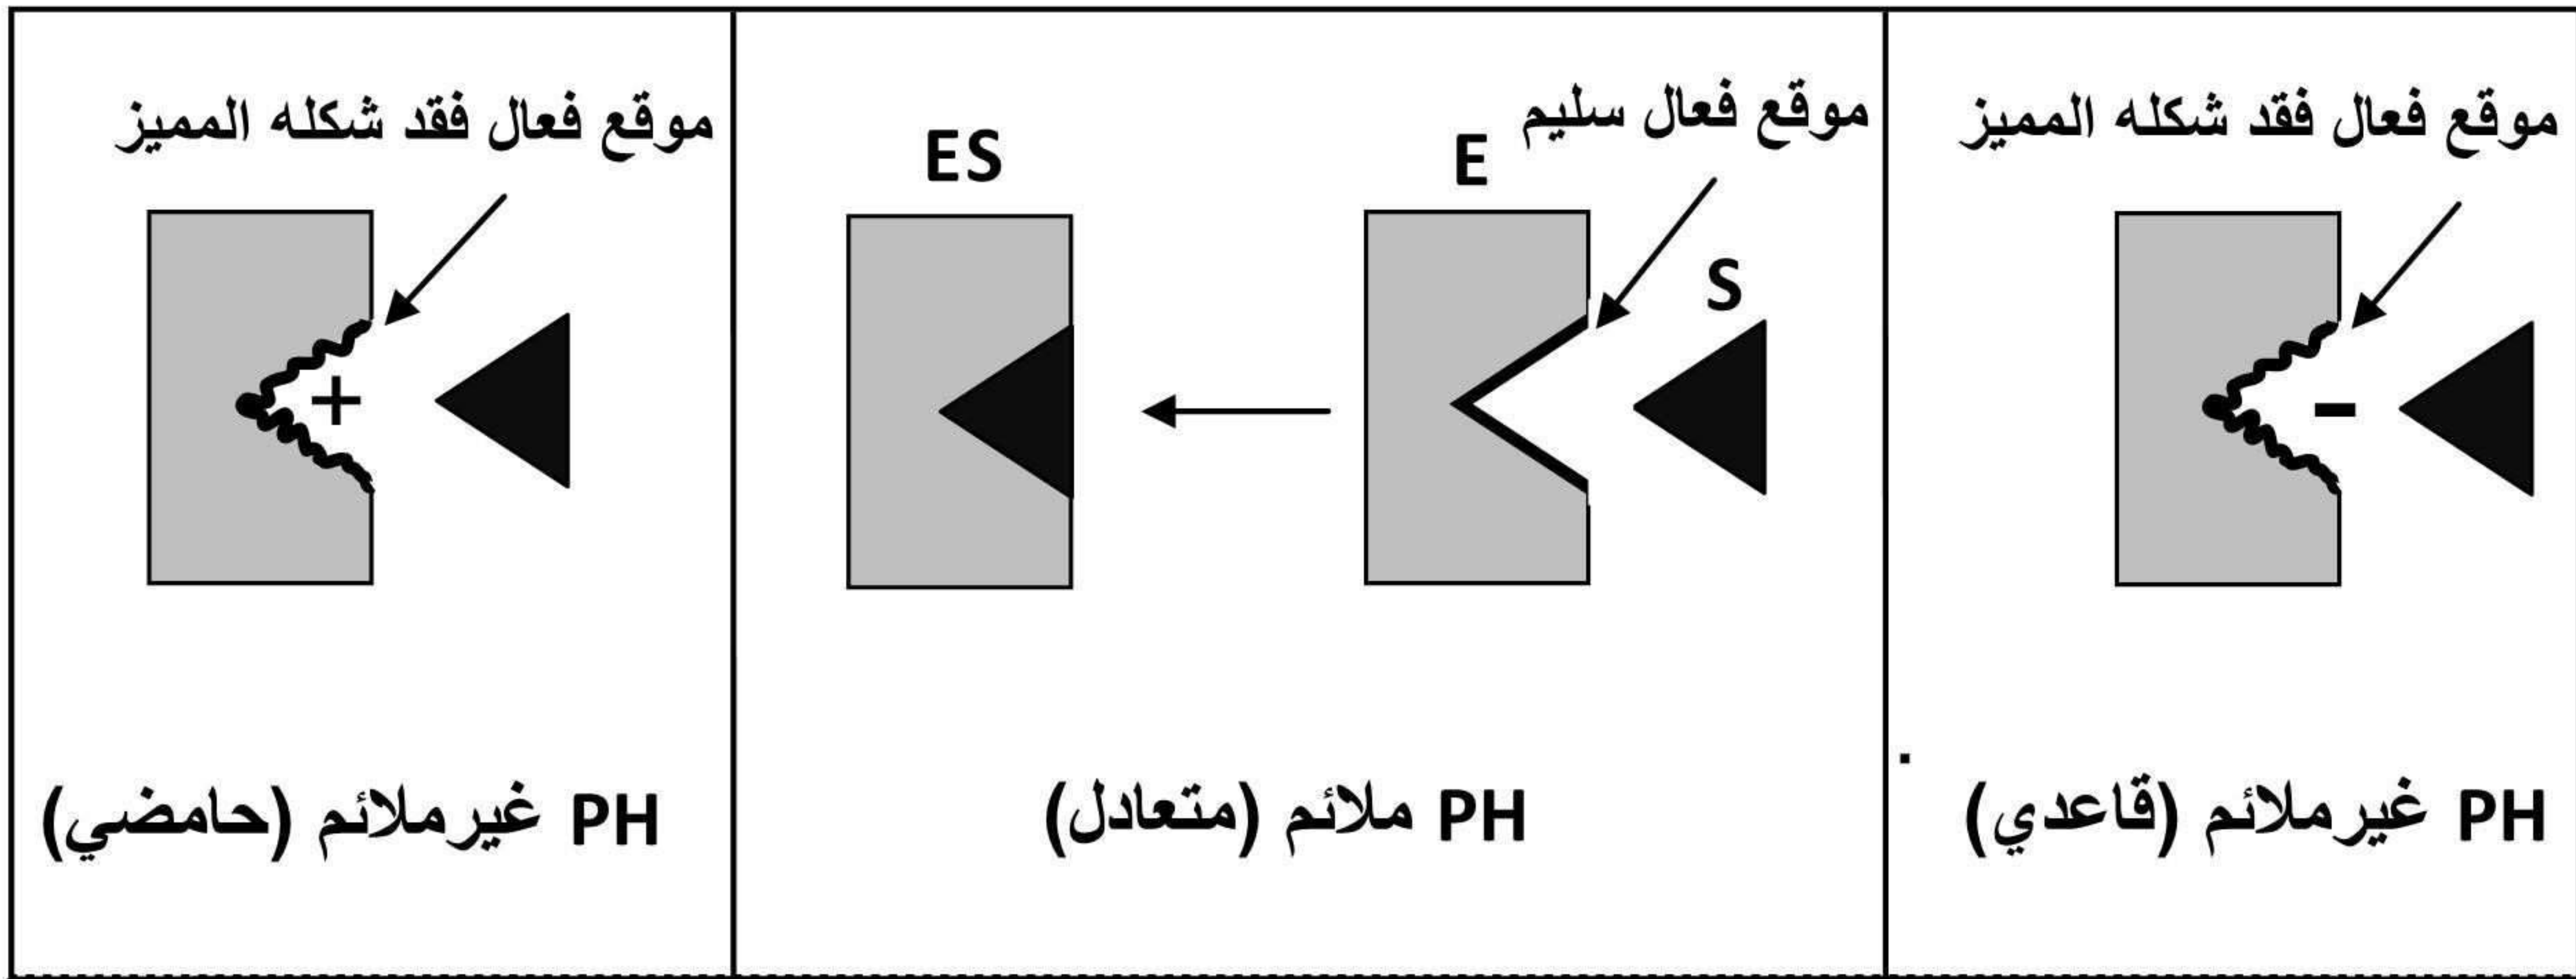 موقع فعال فقد شكله المميز
موقع فعال سليم
E
S
ES
موقع فعال فقد شكله المميز
+
-
PH غيرملائم (قاعدي)
PH ملائم (متعادل)
PH غيرملائم (حامضي)